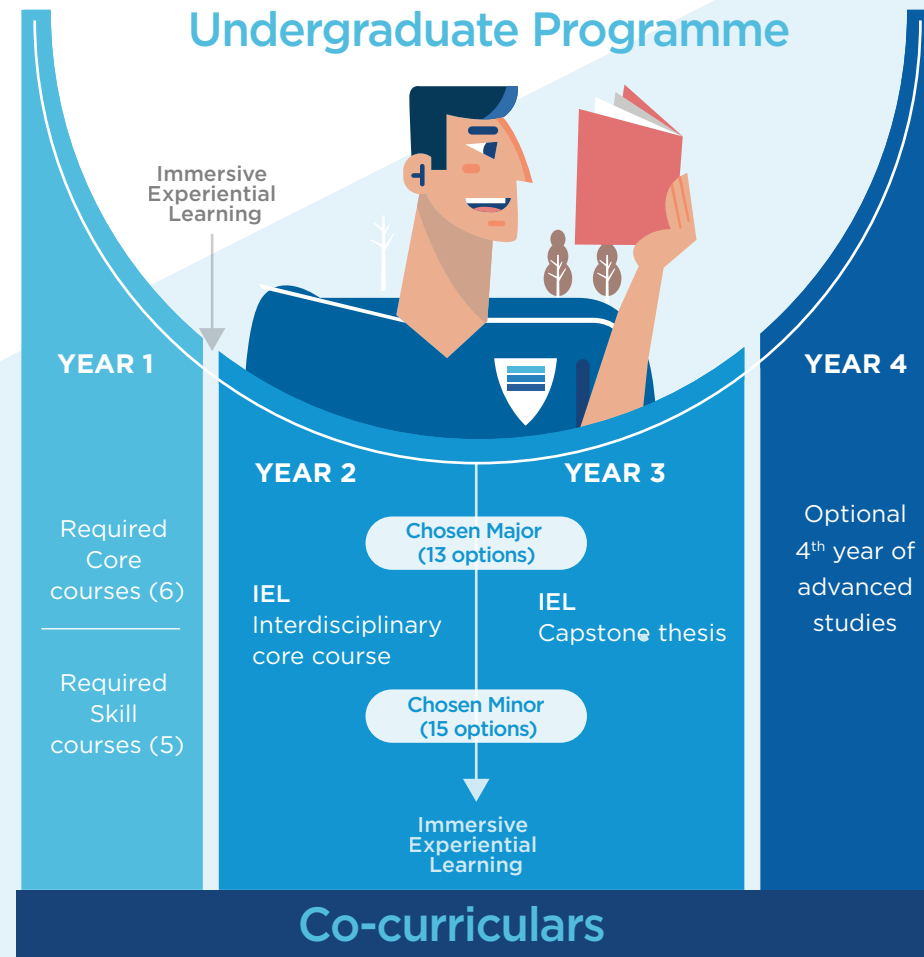 Undergraduate Programme
Immersive
Experiential
Learning
YEAR 1
Required
Core
courses (6)
Required
Skill
courses (5)
YEAR 2
YEAR 3
Chosen Major
(13 options)
IEL
Interdisciplinary
core course
IEL
Capstone thesis
Chosen Minor
(15 options)
Immersive
Experiential
Learning
YEAR 4
Optional
4th year of
advanced
studies
Co-curriculars